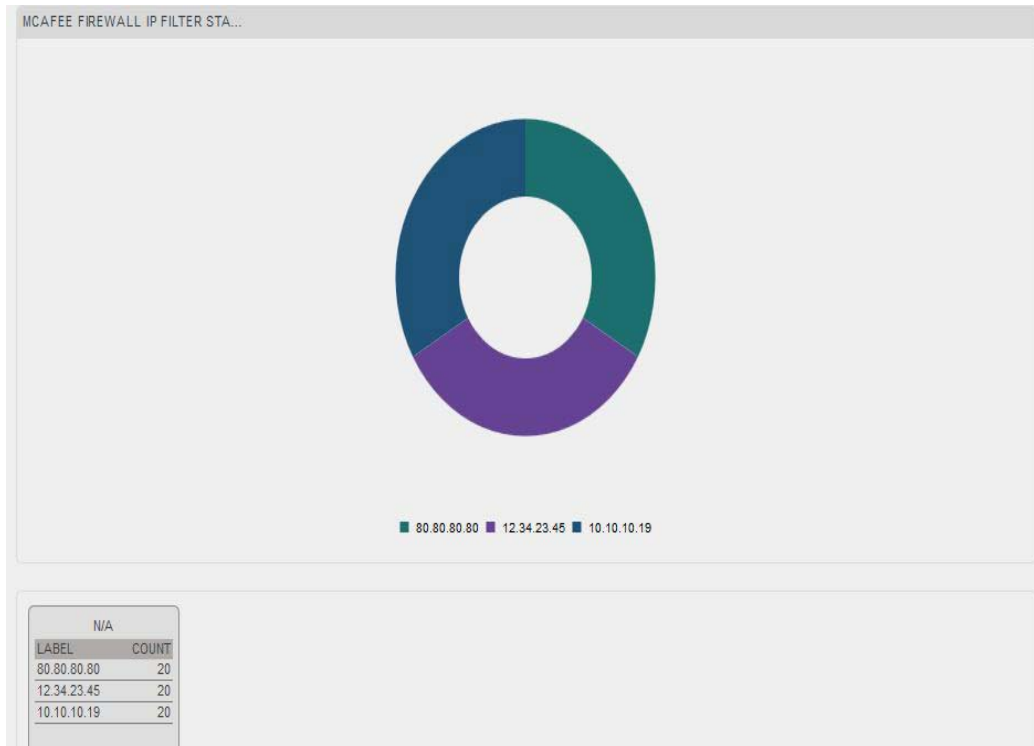 MCAFEE FIREWALL IP FILTER STA...
80.80.80.80 12.34.23.45 10.10.10.19
N/A
LABEL COUNT
80.80.80.80 20
12.34.23.45 20
10.10.10.19 20